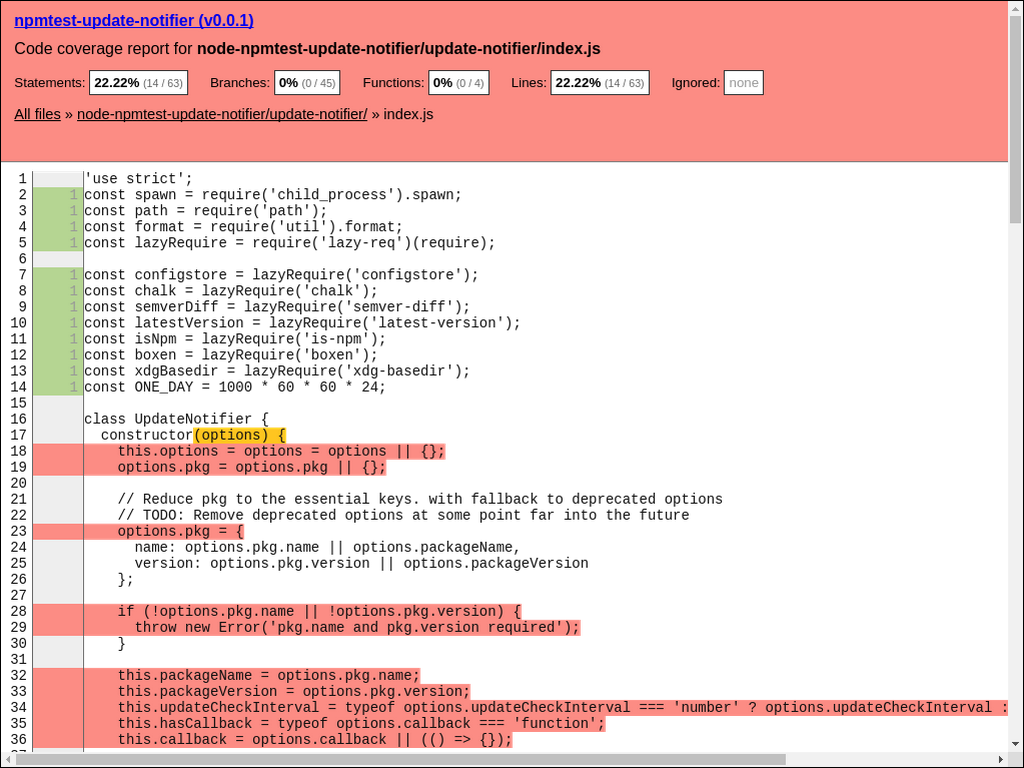 npmtest-update-notifier (v0.0.1)
Code coverage report for node-npmtest-update-notifier/update-notifier/index.js
Statements: 22.22% (14 / 63) Branches: 0% (0 / 45) Functions: 0% (0 / 4) Lines: 22.22% (14 / 63) Ignored: none
All files » node-npmtest-update-notifier/update-notifier/ » index.js
1 'use strict';
2 1 const spawn = require('child_process').spawn;
3 1 const path = require('path');
4 1 const format = require('util').format;
5 1 const lazyRequire = require('lazy-req')(require);
6
7 1 const configstore = lazyRequire('configstore');
8 1 const chalk = lazyRequire('chalk');
9 1 const semverDiff = lazyRequire('semver-diff');
10 1 const latestVersion = lazyRequire('latest-version');
11 1 const isNpm = lazyRequire('is-npm');
12 1 const boxen = lazyRequire('boxen');
13 1 const xdgBasedir = lazyRequire('xdg-basedir');
14 1 const ONE_DAY = 1000 * 60 * 60 * 24;
15
16 class UpdateNotifier {
17   constructor(options) {
18     this.options = options = options || {};
19     options.pkg = options.pkg || {};
20
21     // Reduce pkg to the essential keys. with fallback to deprecated options
22     // TODO: Remove deprecated options at some point far into the future
23     options.pkg = {
24       name: options.pkg.name || options.packageName,
25       version: options.pkg.version || options.packageVersion
26     };
27
28     if (!options.pkg.name || !options.pkg.version) {
29       throw new Error('pkg.name and pkg.version required');
30     }
31
32     this.packageName = options.pkg.name;
33     this.packageVersion = options.pkg.version;
34     this.updateCheckInterval = typeof options.updateCheckInterval === 'number' ? options.updateCheckInterval :
35     this.hasCallback = typeof options.callback === 'function';
36     this.callback = options.callback || (() => {});